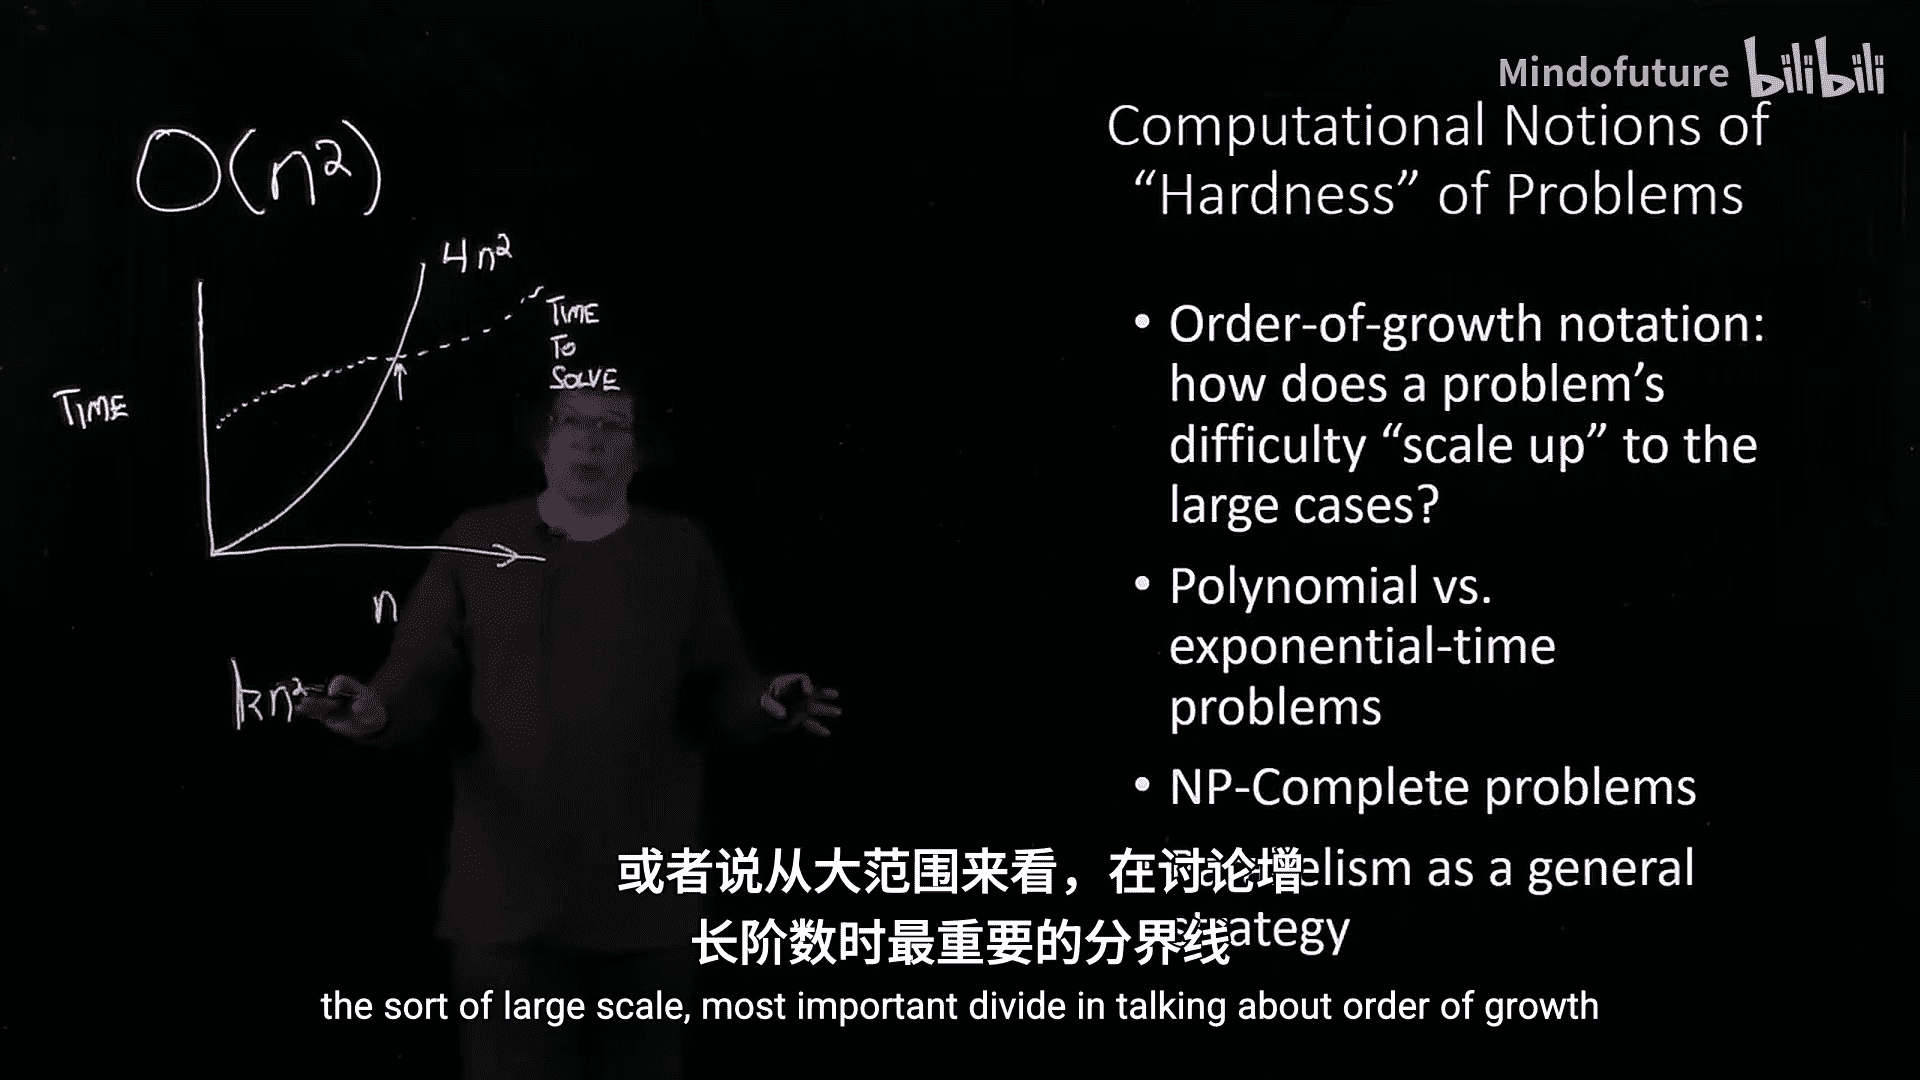 Mindofuture bilibili
O(n²)
4n²
TIME
TO
SOLVE
TIME
n
kn²
Computational Notions of
“Hardness” of Problems
• Order-of-growth notation:
how does a problem’s
difficulty “scale up” to the
large cases?
• Polynomial vs.
exponential-time
problems
• NP-Complete problems
as a general
或者说从大范围来看，在讨论增
长阶数时最重要的分界线
the sort of large scale, most important divide in talking about order of growth